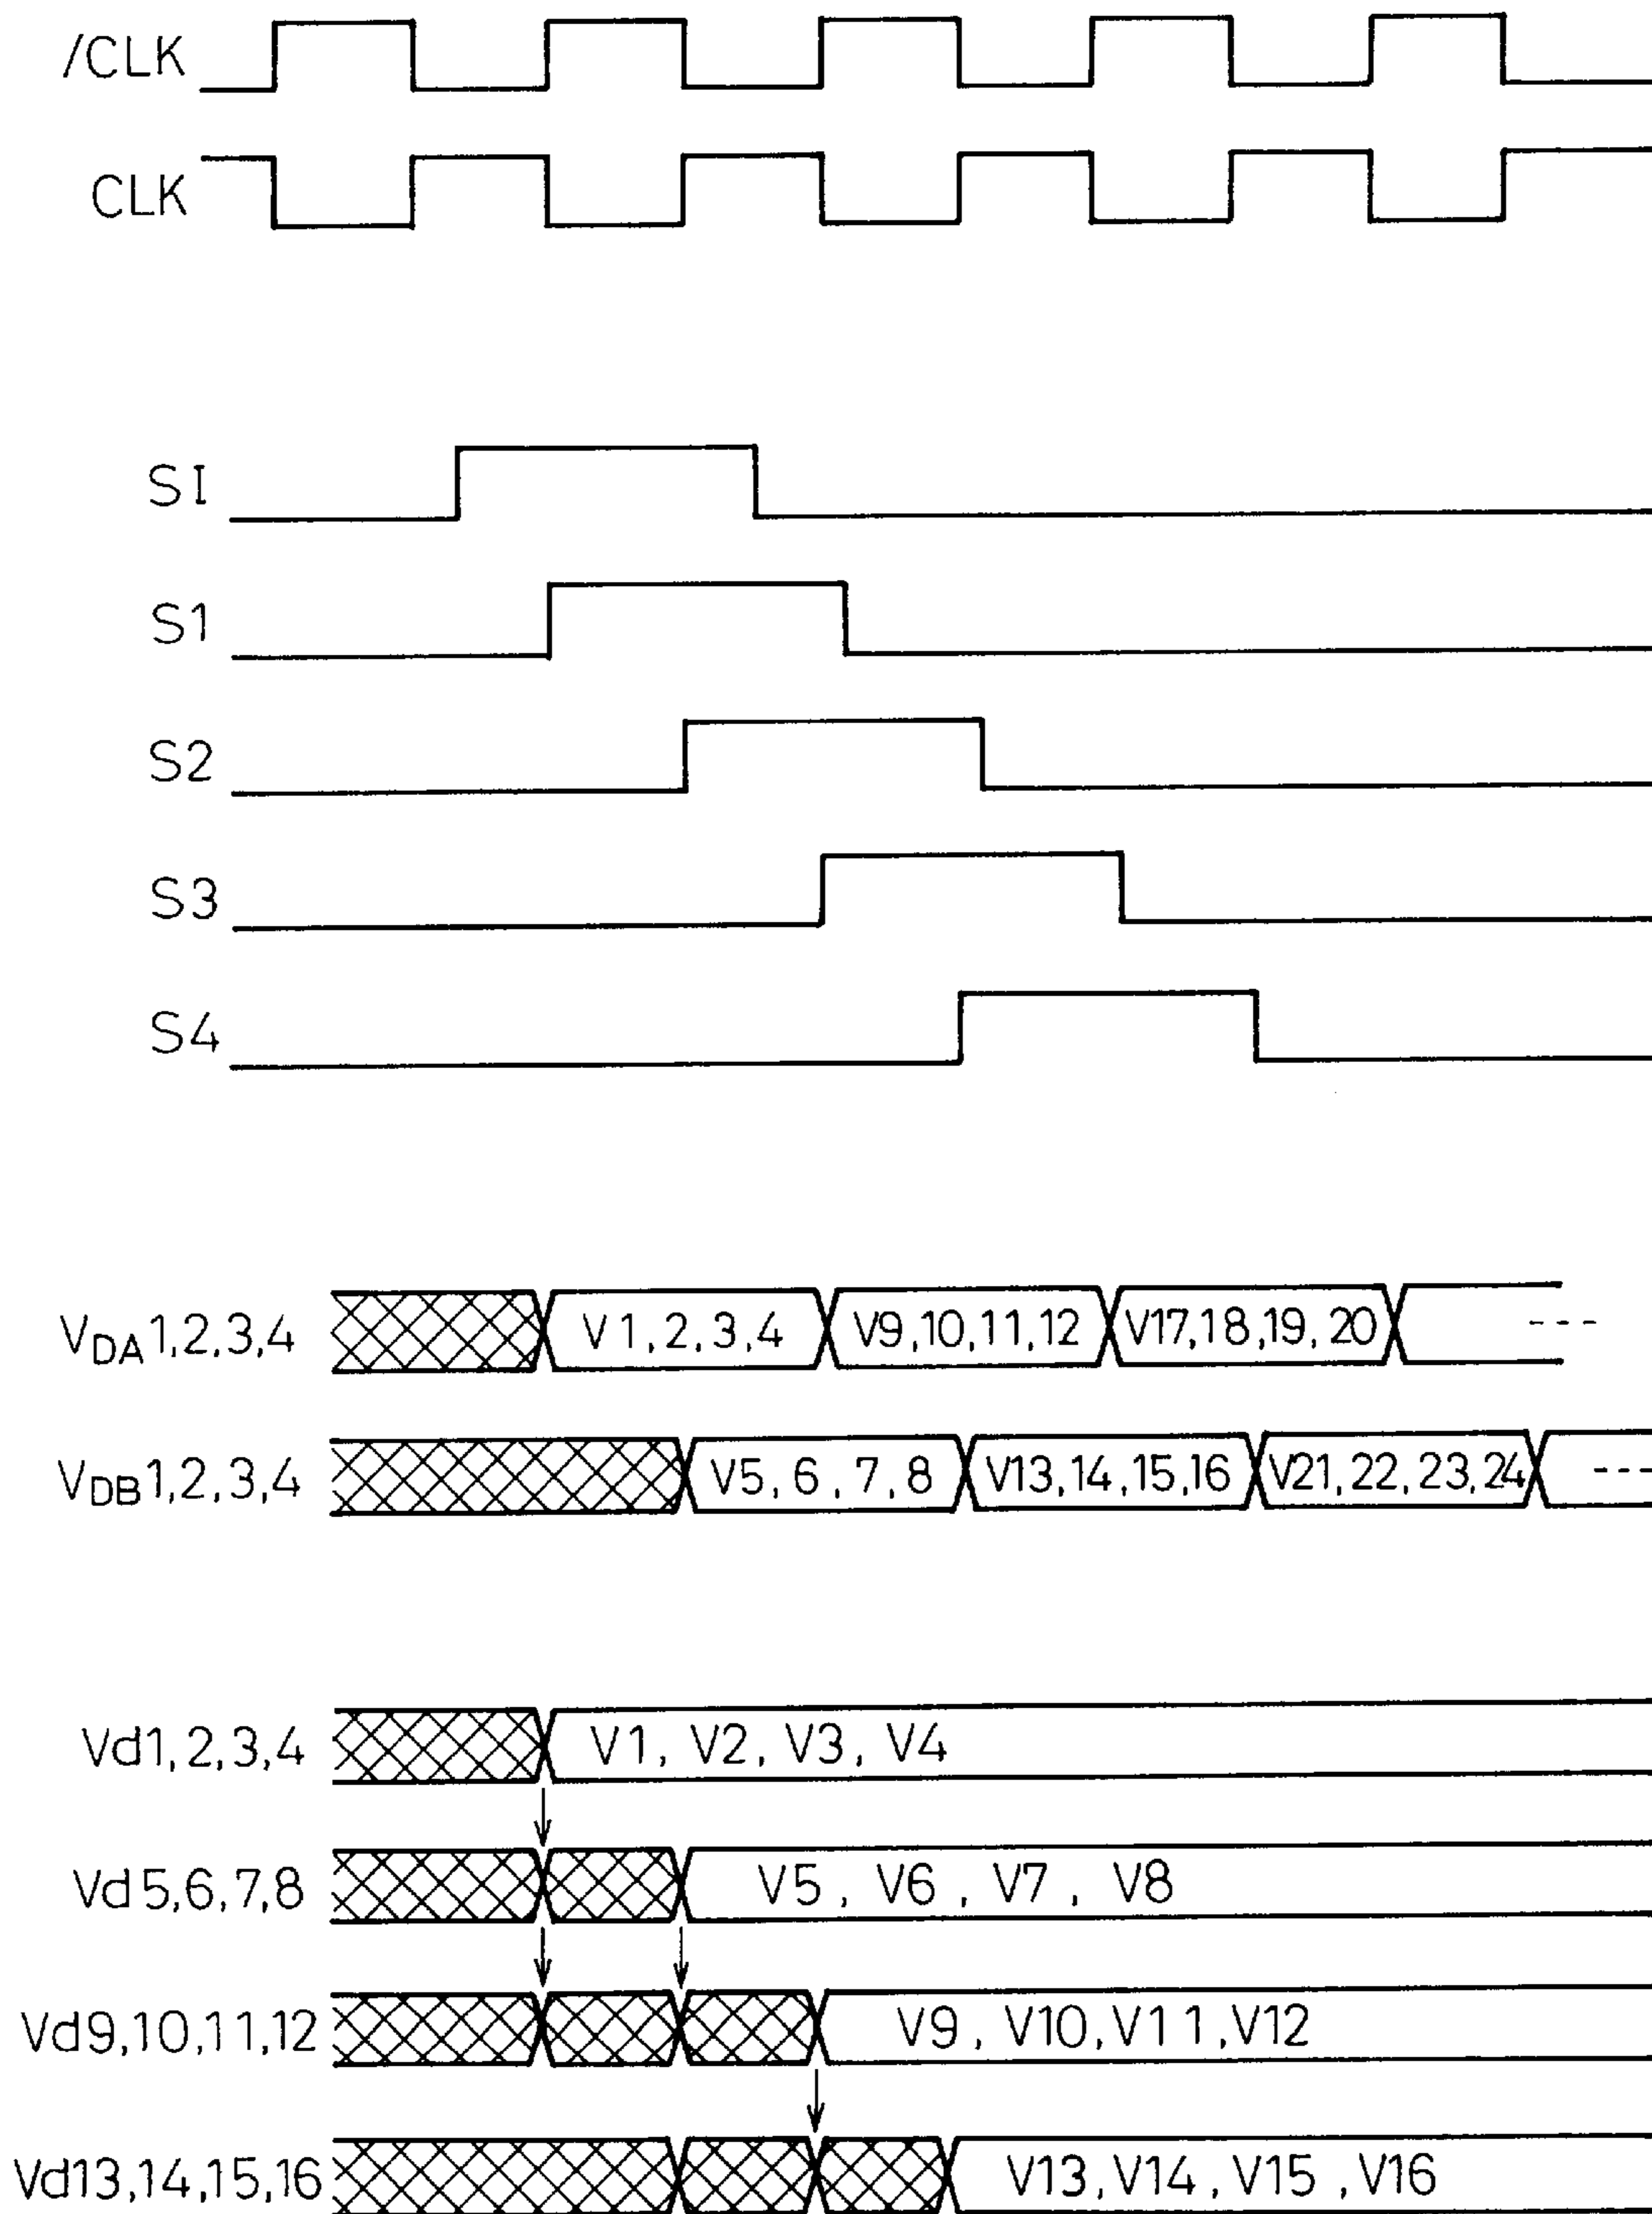 /CLK
CLK
SI
S1
S2
S3
S4
VDA1,2,3,4 V1,2,3,4 V9,10,11,12 V17,18,19,20 ---
VDB1,2,3,4 V5,6,7,8 V13,14,15,16 V21,22,23,24 ---
Vd1,2,3,4 V1, V2, V3, V4
Vd5,6,7,8 V5, V6, V7, V8
Vd9,10,11,12 V9, V10, V11, V12
Vd13,14,15,16 V13, V14, V15, V16